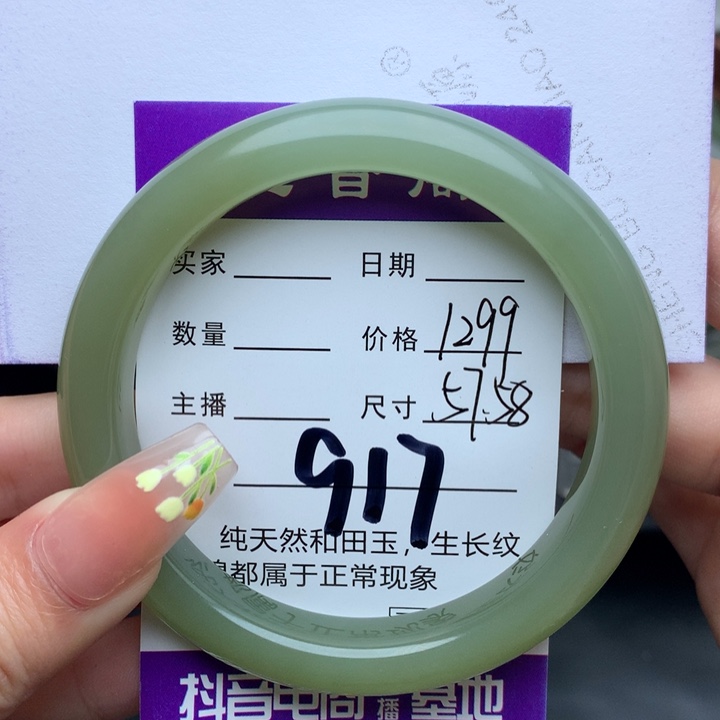 买家 日期
数量 价格 1299
主播 尺寸 57.58
917
纯天然和田玉，生长纹
都属于正常现象
抖音电商
播
基地